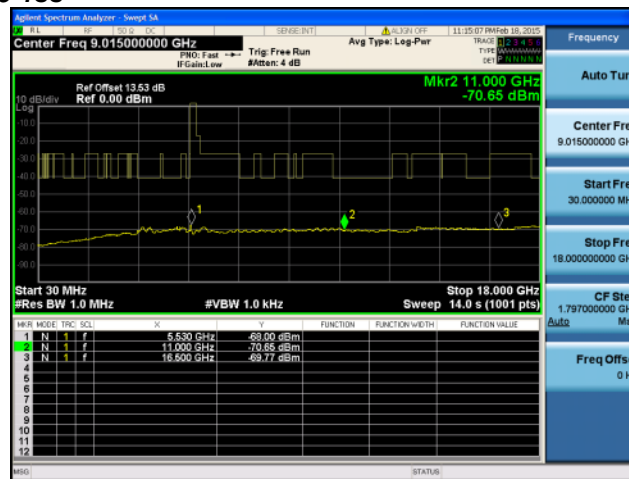 Agilent Spectrum Analyzer - Swept SA
RL RF 50 Ω DC SENSE:INT ALIGN OFF 11:15:07 PM Feb 18, 2015
Center Freq 9.015000000 GHz
PNO: Fast
IFGain:Low
Trig: Free Run
#Atten: 4 dB
Avg Type: Log-Pwr
TRACE 1 2 3 4 5 6
TYPE
DET P N N N N N
Ref Offset 13.53 dB
Ref 0.00 dBm
10 dB/div
Log
Mkr2 11.000 GHz
-70.65 dBm
-10.0
-20.0
-30.0
-40.0
-50.0
-60.0
-70.0
-80.0
-90.0
1
2
3
Start 30 MHz
Stop 18.000 GHz
#Res BW 1.0 MHz
#VBW 1.0 kHz
Sweep 14.0 s (1001 pts)
MKR MODE TRC SCL X Y FUNCTION FUNCTION WIDTH FUNCTION VALUE
1 N 1 f 5.530 GHz -68.00 dBm
2 N 1 f 11.000 GHz -70.65 dBm
3 N 1 f 16.500 GHz -69.77 dBm
4
5
6
7
8
9
10
11
12
MSG STATUS
Frequency
Auto Tun
Center Fre
9.015000000 GH
Start Fre
30.000000 MH
Stop Fre
18.000000000 GH
CF Ste
1.797000000 GH
Auto Ma
Freq Offs
0 H